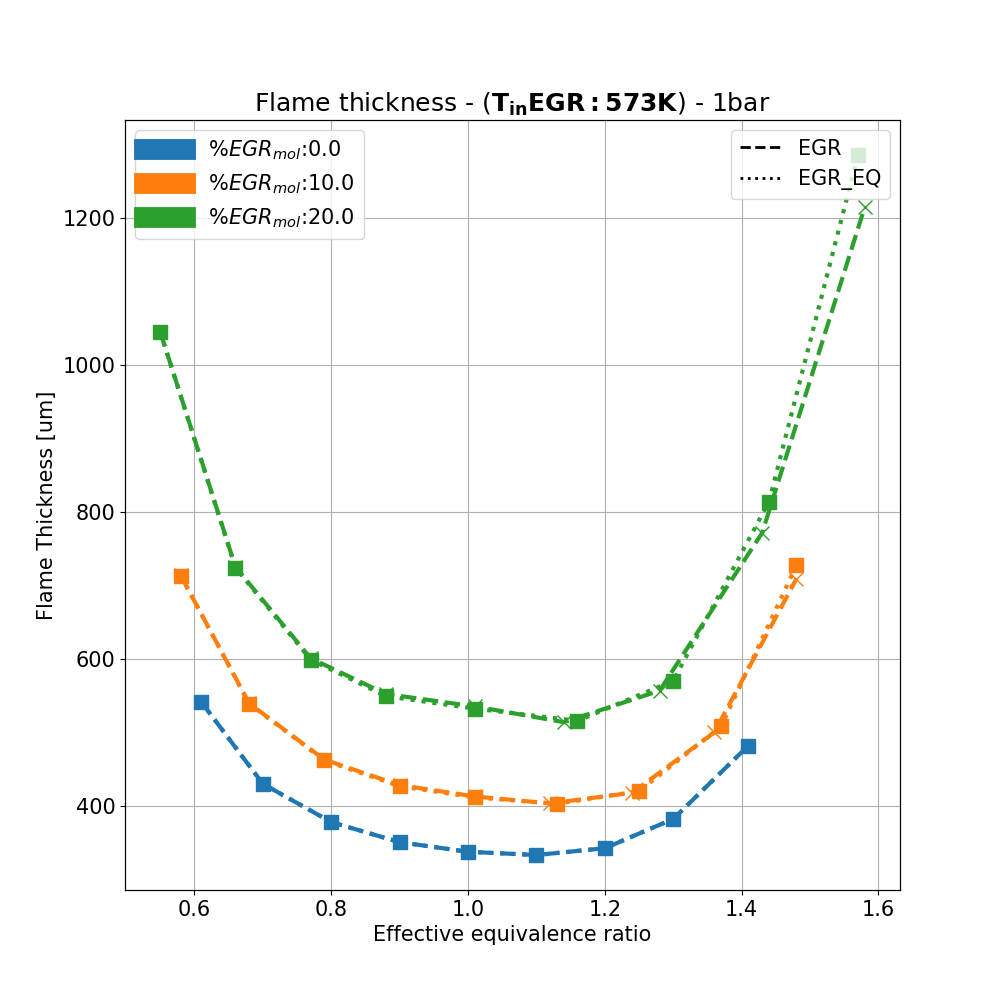 Flame thickness - (T_in EGR : 573K) - 1bar
%EGR_mol:0.0
%EGR_mol:10.0
%EGR_mol:20.0
EGR
EGR_EQ
Flame Thickness [um]
1200
1000
800
600
400
0.6 0.8 1.0 1.2 1.4 1.6
Effective equivalence ratio